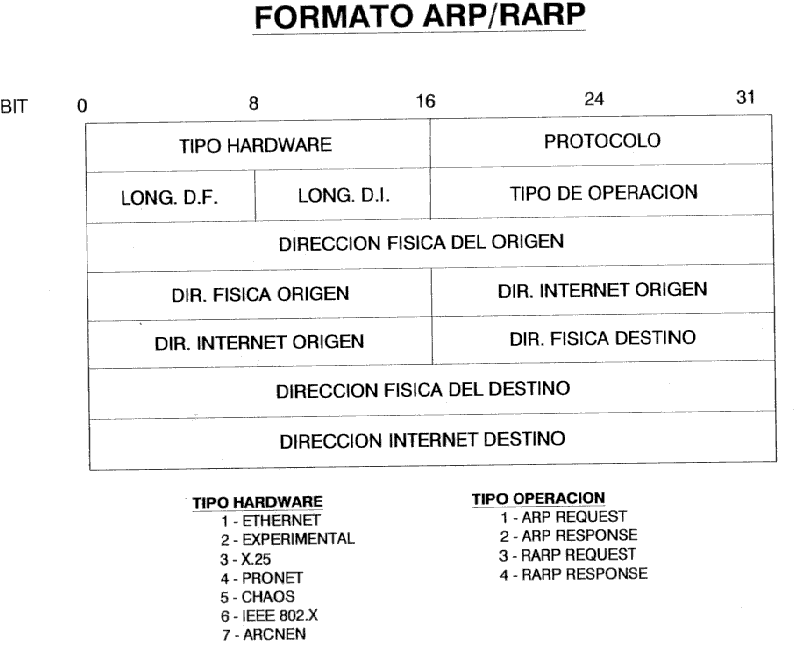 FORMATO ARP/RARP
BIT 0 8 16 24 31
TIPO HARDWARE PROTOCOLO
LONG. D.F. LONG. D.I. TIPO DE OPERACION
DIRECCION FISICA DEL ORIGEN
DIR. FISICA ORIGEN DIR. INTERNET ORIGEN
DIR. INTERNET ORIGEN DIR. FISICA DESTINO
DIRECCION FISICA DEL DESTINO
DIRECCION INTERNET DESTINO
TIPO HARDWARE
1 - ETHERNET
2 - EXPERIMENTAL
3 - X.25
4 - PRONET
5 - CHAOS
6 - IEEE 802.X
7 - ARCNEN
TIPO OPERACION
1 - ARP REQUEST
2 - ARP RESPONSE
3 - RARP REQUEST
4 - RARP RESPONSE